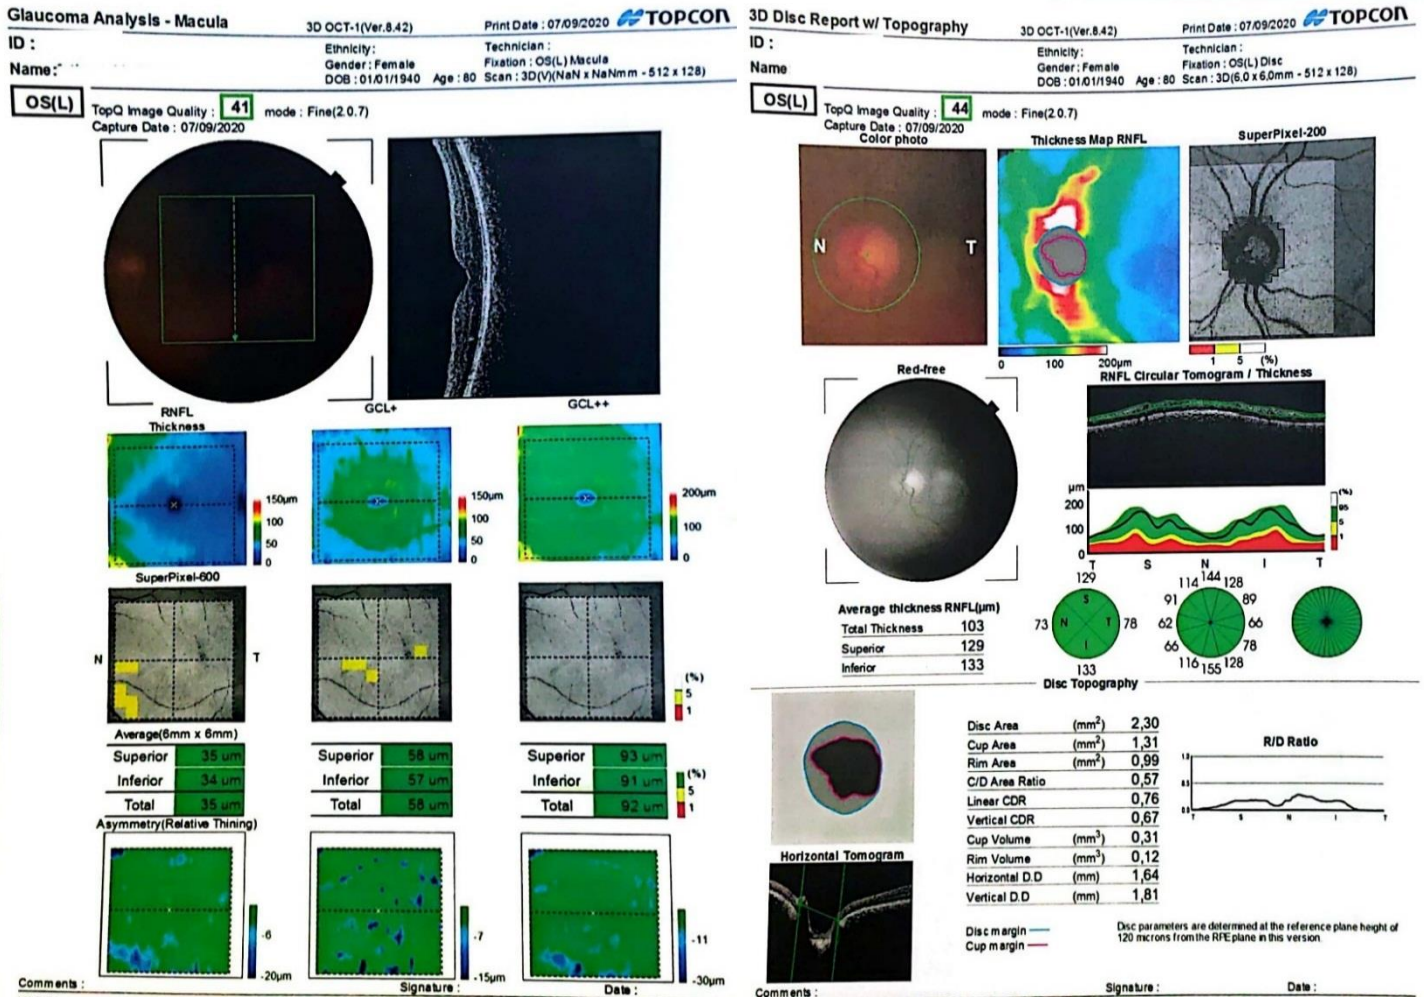 Glaucoma Analysis - Macula
3D OCT-1(Ver.8.42)
Print Date : 07/09/2020
TOPCON
ID :
Ethnicity :
Technician :
Gender : Female
Fixation : OS(L) Macula
Name:
DOB : 01/01/1940 Age : 80 Scan : 3D(V)(NaN x NaNmm - 512 x 128)
OS(L)
TopQ Image Quality : 41 mode : Fine(2.0.7)
Capture Date : 07/09/2020
RNFL
Thickness
GCL+
GCL++
150μm
100
50
0
150μm
100
50
0
200μm
100
0
SuperPixel-600
N
T
(%)
5
1
Average(6mm x 6mm)
Superior 35 um
Inferior 34 um
Total 35 um
Superior 58 um
Inferior 57 um
Total 58 um
Superior 93 um
Inferior 91 um
Total 92 um
(%)
5
1
Asymmetry(Relative Thining)
-6
-20μm
-7
-15μm
-11
-30μm
Comments :
Signature :
Date :
3D Disc Report w/ Topography
3D OCT-1(Ver.8.42)
Print Date : 07/09/2020
TOPCON
ID :
Ethnicity :
Technician :
Gender : Female
Fixation : OS(L) Disc
Name
DOB : 01/01/1940 Age : 80 Scan : 3D(6.0 x 6.0mm - 512 x 128)
OS(L)
TopQ Image Quality : 44 mode : Fine(2.0.7)
Capture Date : 07/09/2020
Color photo
Thickness Map RNFL
SuperPixel-200
N
T
0 100 200μm
1 5 (%)
Red-free
RNFL Circular Tomogram / Thickness
μm
200
100
0
T S N I T
(%)
95
5
1
Average thickness RNFL(μm)
Total Thickness 103
Superior 129
Inferior 133
129
S
73 N T 78
I
133
114 144 128
91 89
62 66
66 78
116 155 128
Disc Topography
Disc Area (mm²) 2,30
Cup Area (mm²) 1,31
Rim Area (mm²) 0,99
C/D Area Ratio 0,57
Linear CDR 0,76
Vertical CDR 0,67
Cup Volume (mm³) 0,31
Rim Volume (mm³) 0,12
Horizontal D.D (mm) 1,64
Vertical D.D (mm) 1,81
R/D Ratio
1.0
0.5
0.0
T S N I T
Horizontal Tomogram
Disc margin
Cup margin
Disc parameters are determined at the reference plane height of
120 microns from the RPE plane in this version
Comments :
Signature :
Date :